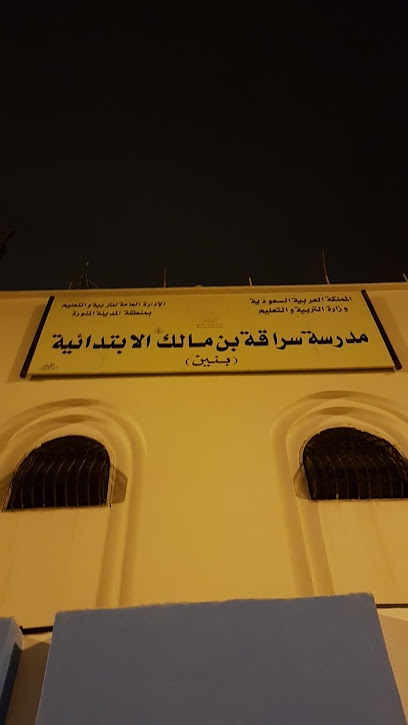 المملكة العربية السعودية
وزارة التربية والتعليم
الإدارة العامة للتربية والتعليم
بمنطقة المدينة المنورة
مدرسة سراقة بن مالك الابتدائية
(بنين)